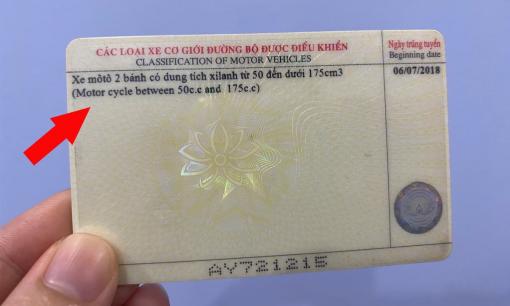 CÁC LOẠI XE CƠ GIỚI ĐƯỜNG BỘ ĐƯỢC ĐIỀU KHIỂN
CLASSIFICATION OF MOTOR VEHICLES
Ngày trúng tuyển
Beginning date
Xe môtô 2 bánh có dung tích xilanh từ 50 đến dưới 175cm3
(Motor cycle between 50c.c and 175c.c)
06/07/2018
AY721215